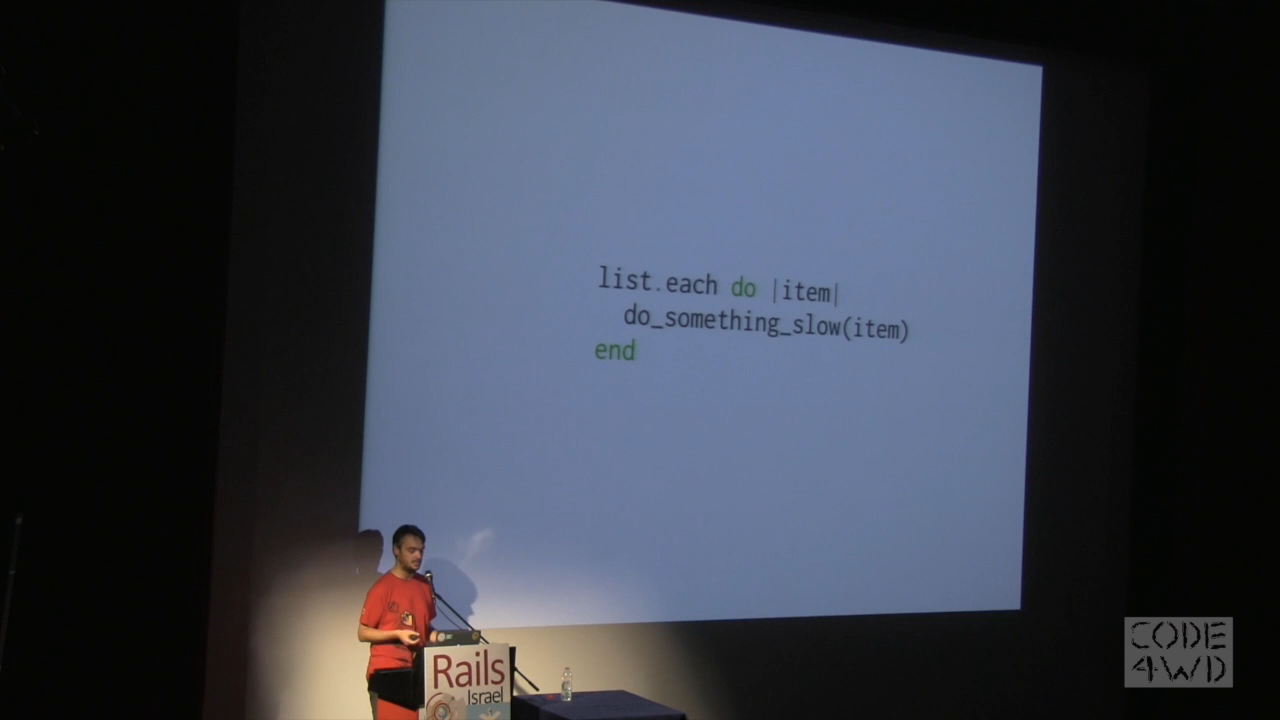 list.each do |item|
do_something_slow(item)
end
Rails
Israel
CODE
4WD